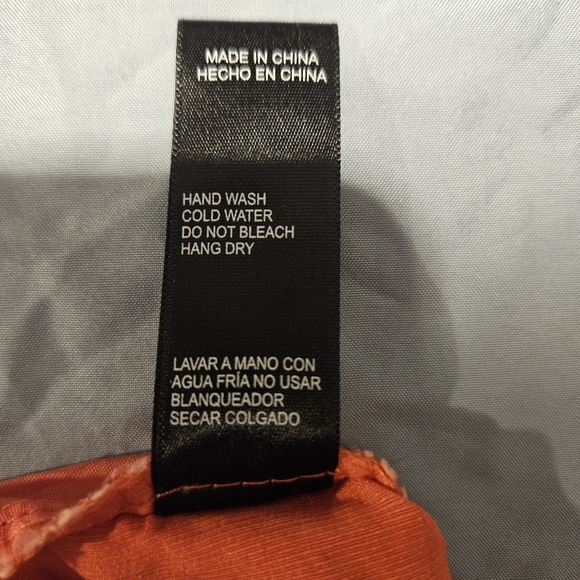 MADE IN CHINA
HECHO EN CHINA
HAND WASH
COLD WATER
DO NOT BLEACH
HANG DRY
LAVAR A MANO CON
AGUA FRÍA NO USAR
BLANQUEADOR
SECAR COLGADO